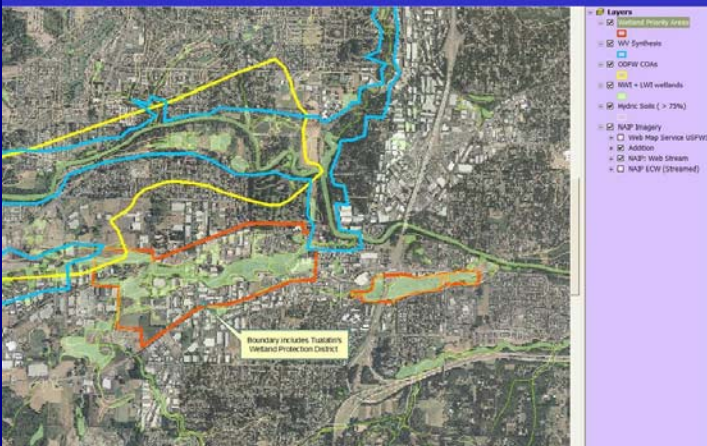 Layers
Wetland Priority Areas
WV Synthesis
ODFW COAs
NWI + LWI wetlands
Hydric Soils ( > 75%)
NAIP Imagery
Web Map Service USFWS
Addition
NAIP: Web Stream
NAIP ECW (Streamed)
Boundary includes Tualatin's
Wetland Protection District